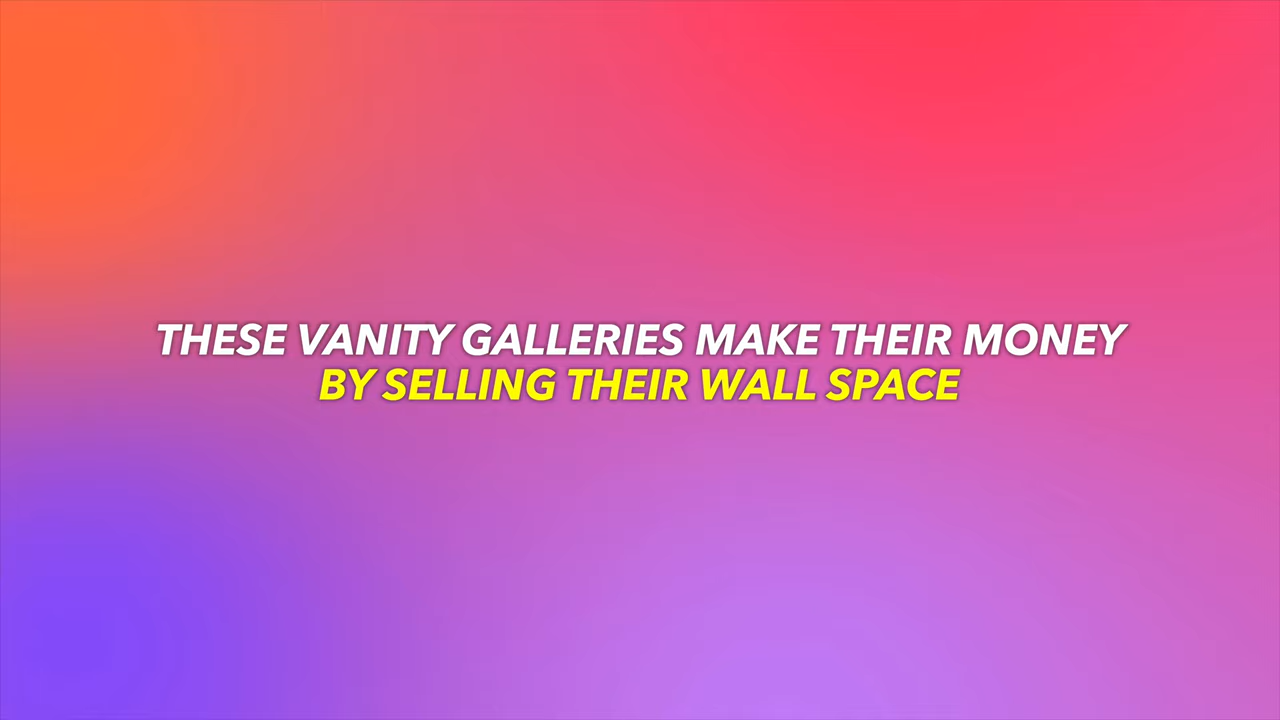 THESE VANITY GALLERIES MAKE THEIR MONEY
BY SELLING THEIR WALL SPACE